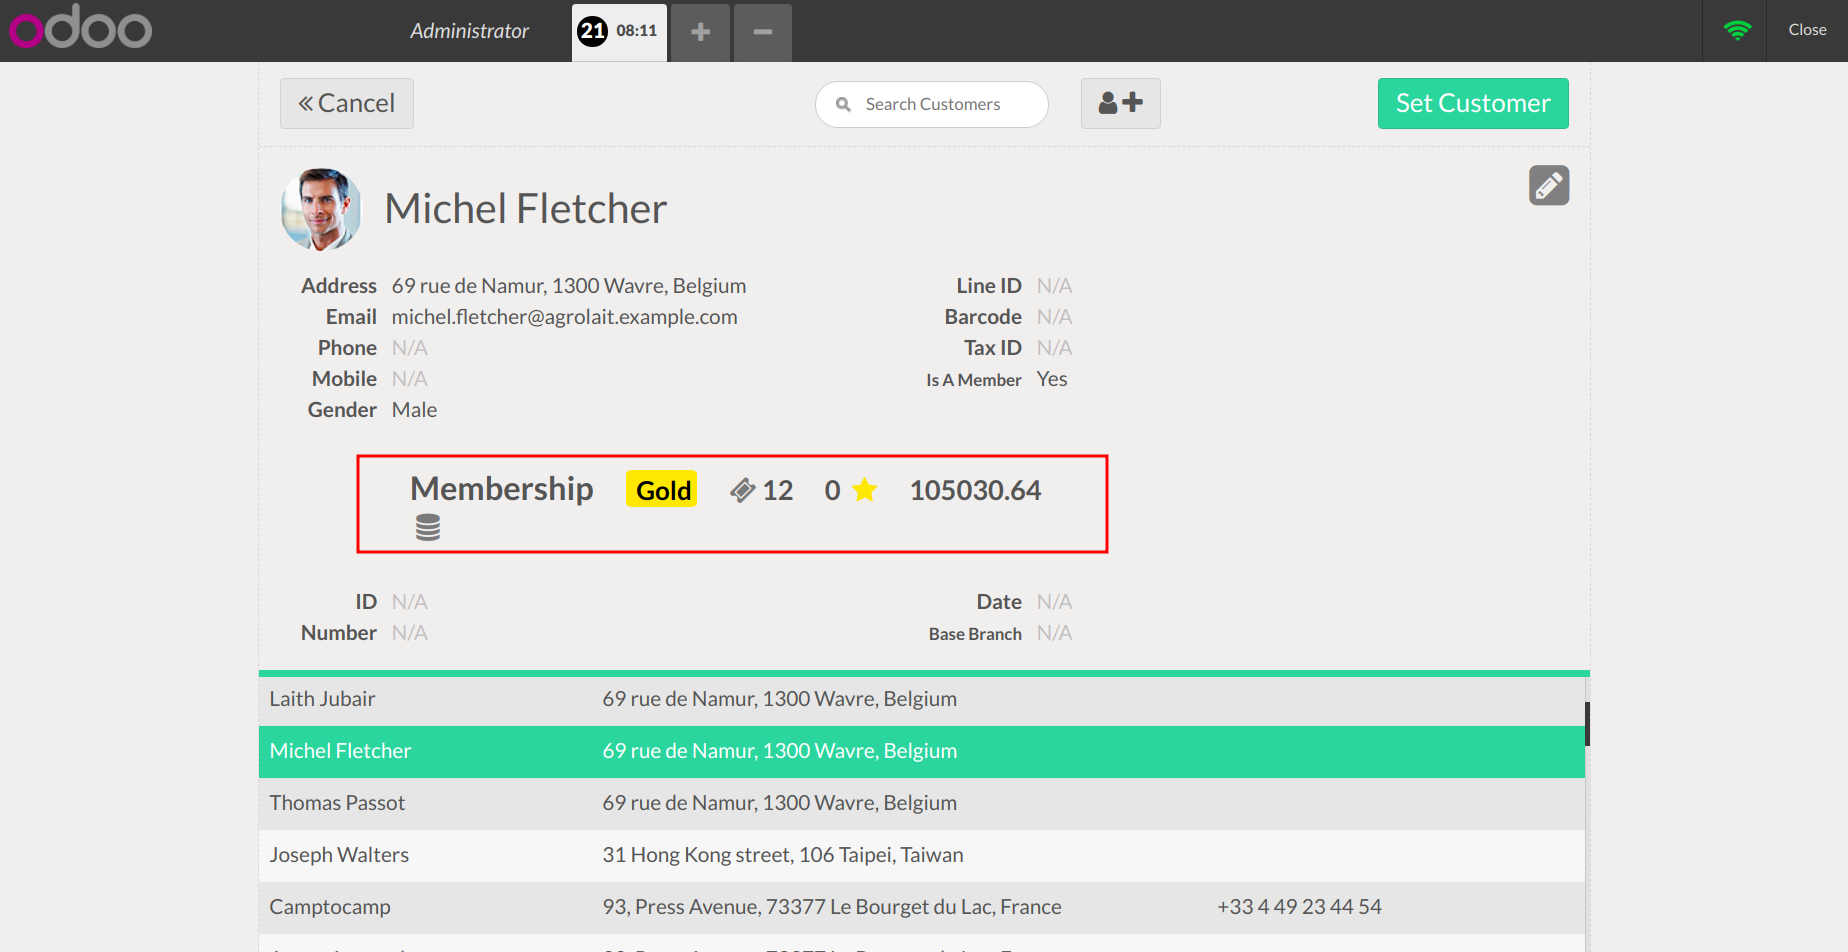 odoo
Administrator 21 08:11 Close
Cancel Search Customers Set Customer
Michel Fletcher
Address 69 rue de Namur, 1300 Wavre, Belgium Line ID N/A
Email michel.fletcher@agrolait.example.com Barcode N/A
Phone N/A Tax ID N/A
Mobile N/A Is A Member Yes
Gender Male
Membership Gold 12 0 105030.64
ID N/A Date N/A
Number N/A Base Branch N/A
Laith Jubair 69 rue de Namur, 1300 Wavre, Belgium
Michel Fletcher 69 rue de Namur, 1300 Wavre, Belgium
Thomas Passot 69 rue de Namur, 1300 Wavre, Belgium
Joseph Walters 31 Hong Kong street, 106 Taipei, Taiwan
Camptocamp 93, Press Avenue, 73377 Le Bourget du Lac, France +33 4 49 23 44 54